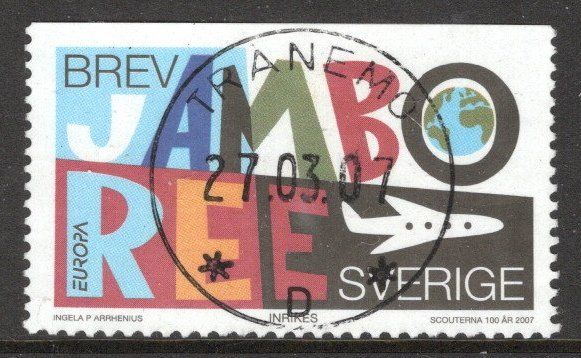 BREV
JAMBO
REE
TRANEMO
27.03.07
* *
D
EUROPA
SVERIGE
INGELA P ARRHENIUS
INRIKES
SCOUTERNA 100 ÅR 2007